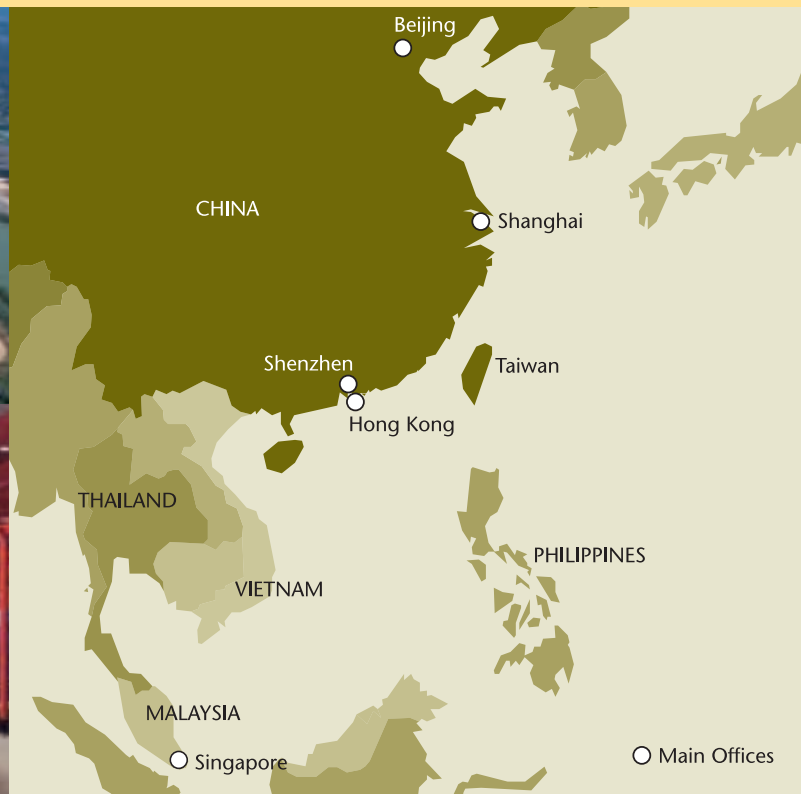 Beijing
CHINA
Shanghai
Shenzhen
Taiwan
Hong Kong
THAILAND
PHILIPPINES
VIETNAM
MALAYSIA
Singapore
Main Offices